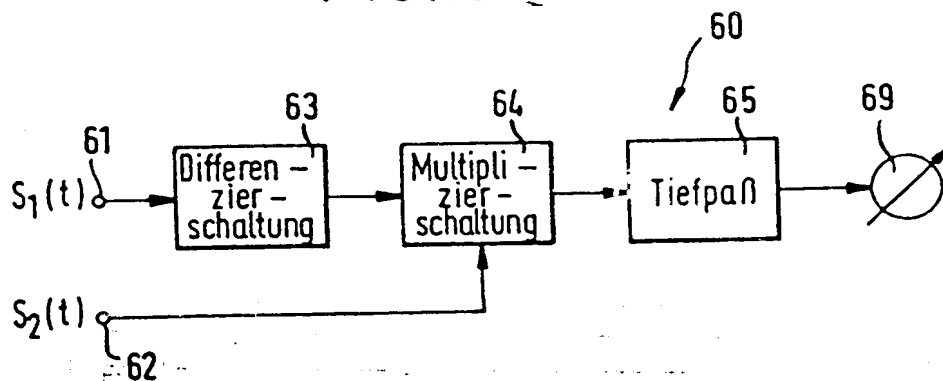 60
61
63
64
65
69
S₁(t)
Differen –
zier –
schaltung
Multipli –
zier –
schaltung
Tiefpaß
S₂(t)
62